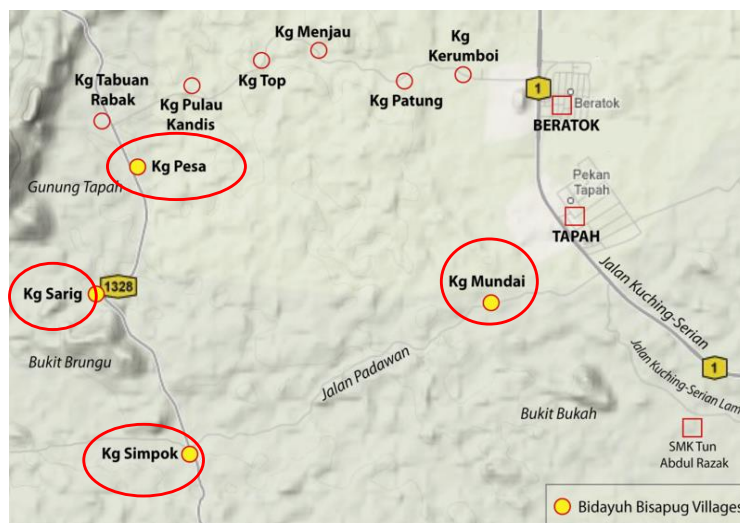 Kg Menjau
Kg
Kerumboi
Kg Tabuan
Rabak
Kg Top
Kg Pulau
Kandis
Kg Patung
1
Beratok
BERATOK
Kg Pesa
Gunung Tapah
Pekan
Tapah
TAPAH
Kg Sarig
1328
Kg Mundai
Jalan Kuching-Serian
Bukit Brungu
Jalan Padawan
1
Jalan Kuching-Serian Lam
Bukit Bukah
Kg Simpok
SMK Tun
Abdul Razak
Bidayuh Bisapug Villages